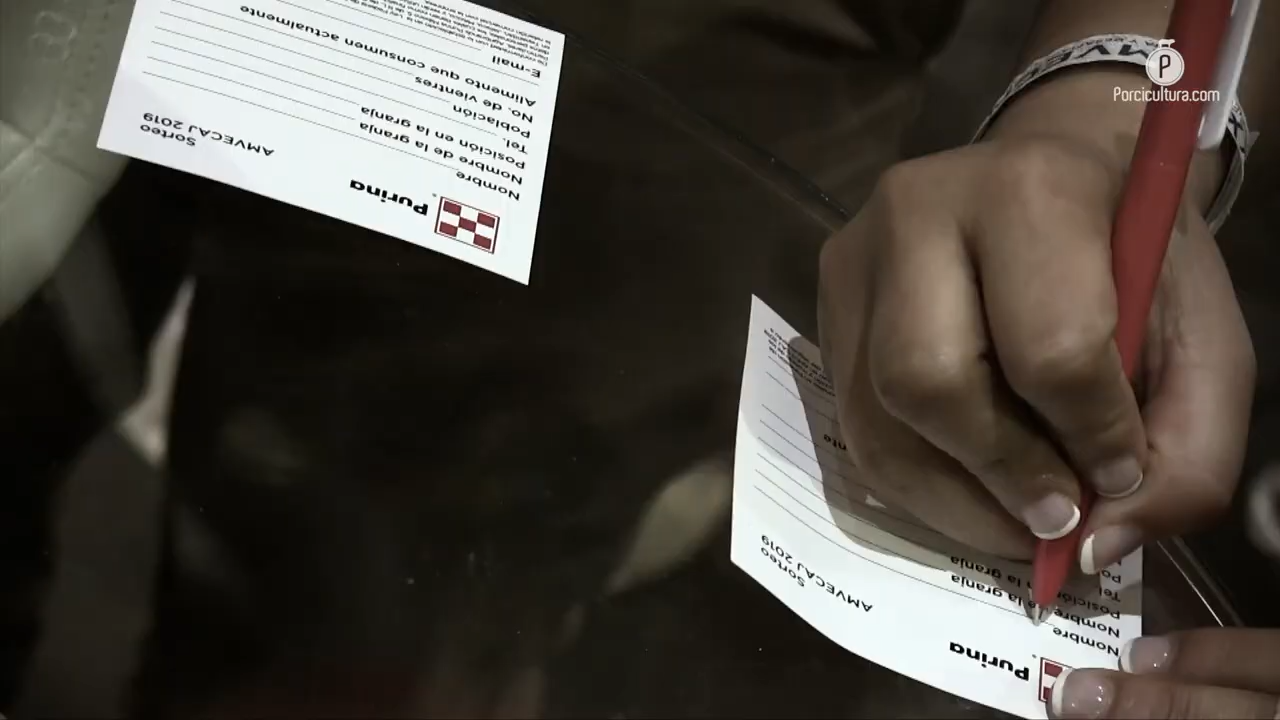 Porcicultura.com
Purina
Sorteo
AMVECAJ 2019
Nombre
Nombre de la granja
Posición en la granja
Tel.
Población
No. de vientres
Alimento que consumen actualmente
E-mail
Purina
Sorteo
AMVECAJ 2019
Nombre
Nombre de la granja
Posición en la granja
Tel